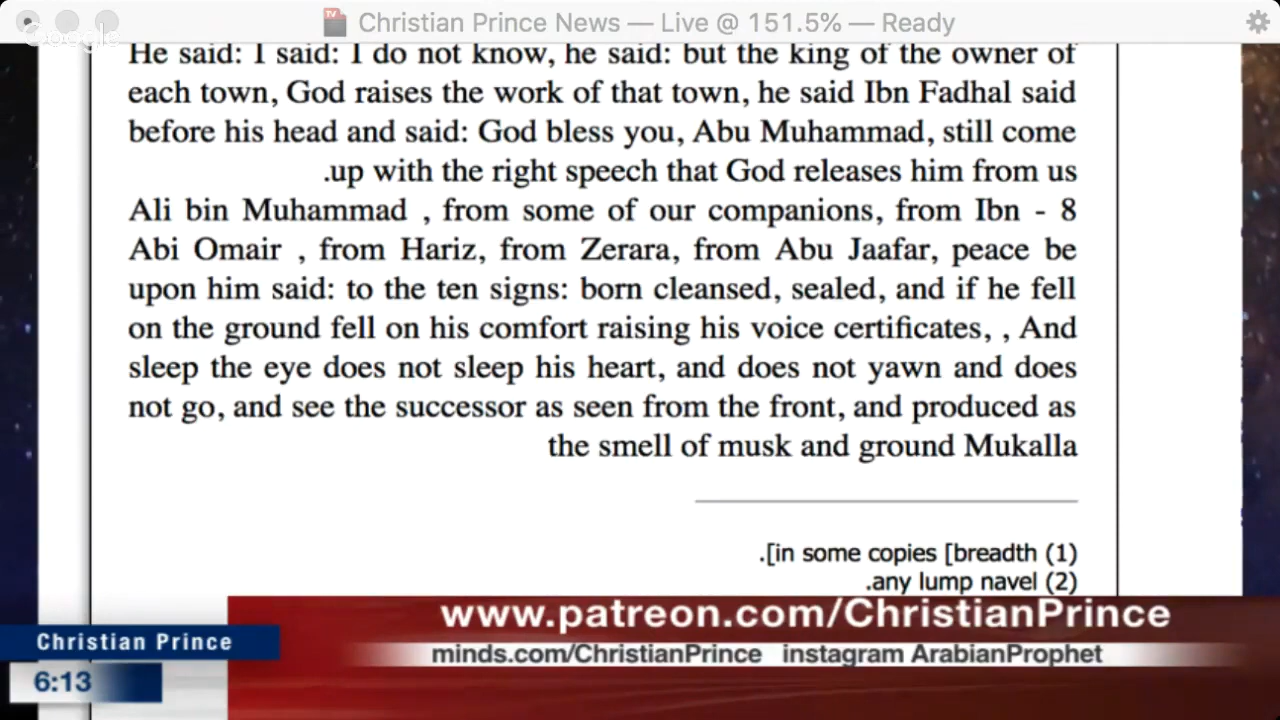 Christian Prince News — Live @ 151.5% — Ready
Google
He said: I said: I do not know, he said: but the king of the owner of
each town, God raises the work of that town, he said Ibn Fadhal said
before his head and said: God bless you, Abu Muhammad, still come
.up with the right speech that God releases him from us
Ali bin Muhammad , from some of our companions, from Ibn - 8
Abi Omair , from Hariz, from Zerara, from Abu Jaafar, peace be
upon him said: to the ten signs: born cleansed, sealed, and if he fell
on the ground fell on his comfort raising his voice certificates, , And
sleep the eye does not sleep his heart, and does not yawn and does
not go, and see the successor as seen from the front, and produced as
the smell of musk and ground Mukalla
.[in some copies [breadth (1)
.any lump navel (2)
www.patreon.com/ChristianPrince
Christian Prince
minds.com/ChristianPrince instagram ArabianProphet
6:13